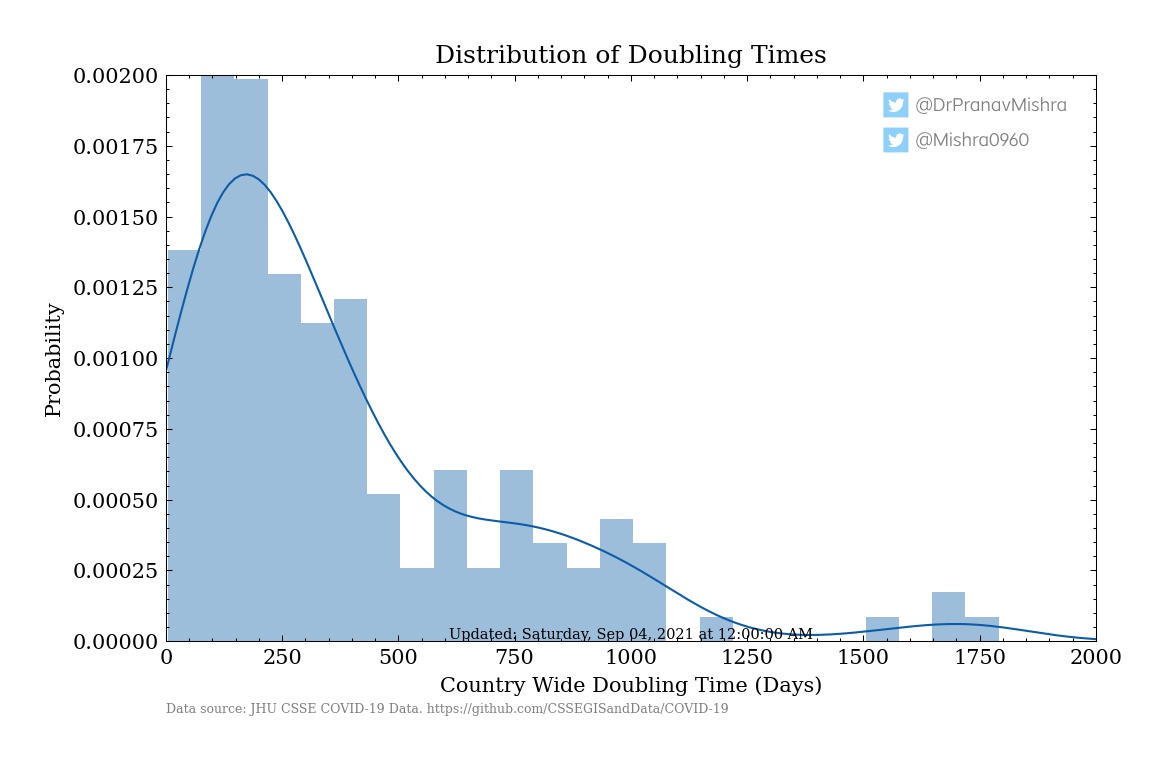 Distribution of Doubling Times
@DrPranavMishra
@Mishra0960
0.00200
0.00175
0.00150
0.00125
0.00100
0.00075
0.00050
0.00025
0.00000
Probability
Updated: Saturday, Sep 04, 2021 at 12:00:00 AM
0 250 500 750 1000 1250 1500 1750 2000
Country Wide Doubling Time (Days)
Data source: JHU CSSE COVID-19 Data. https://github.com/CSSEGISandData/COVID-19